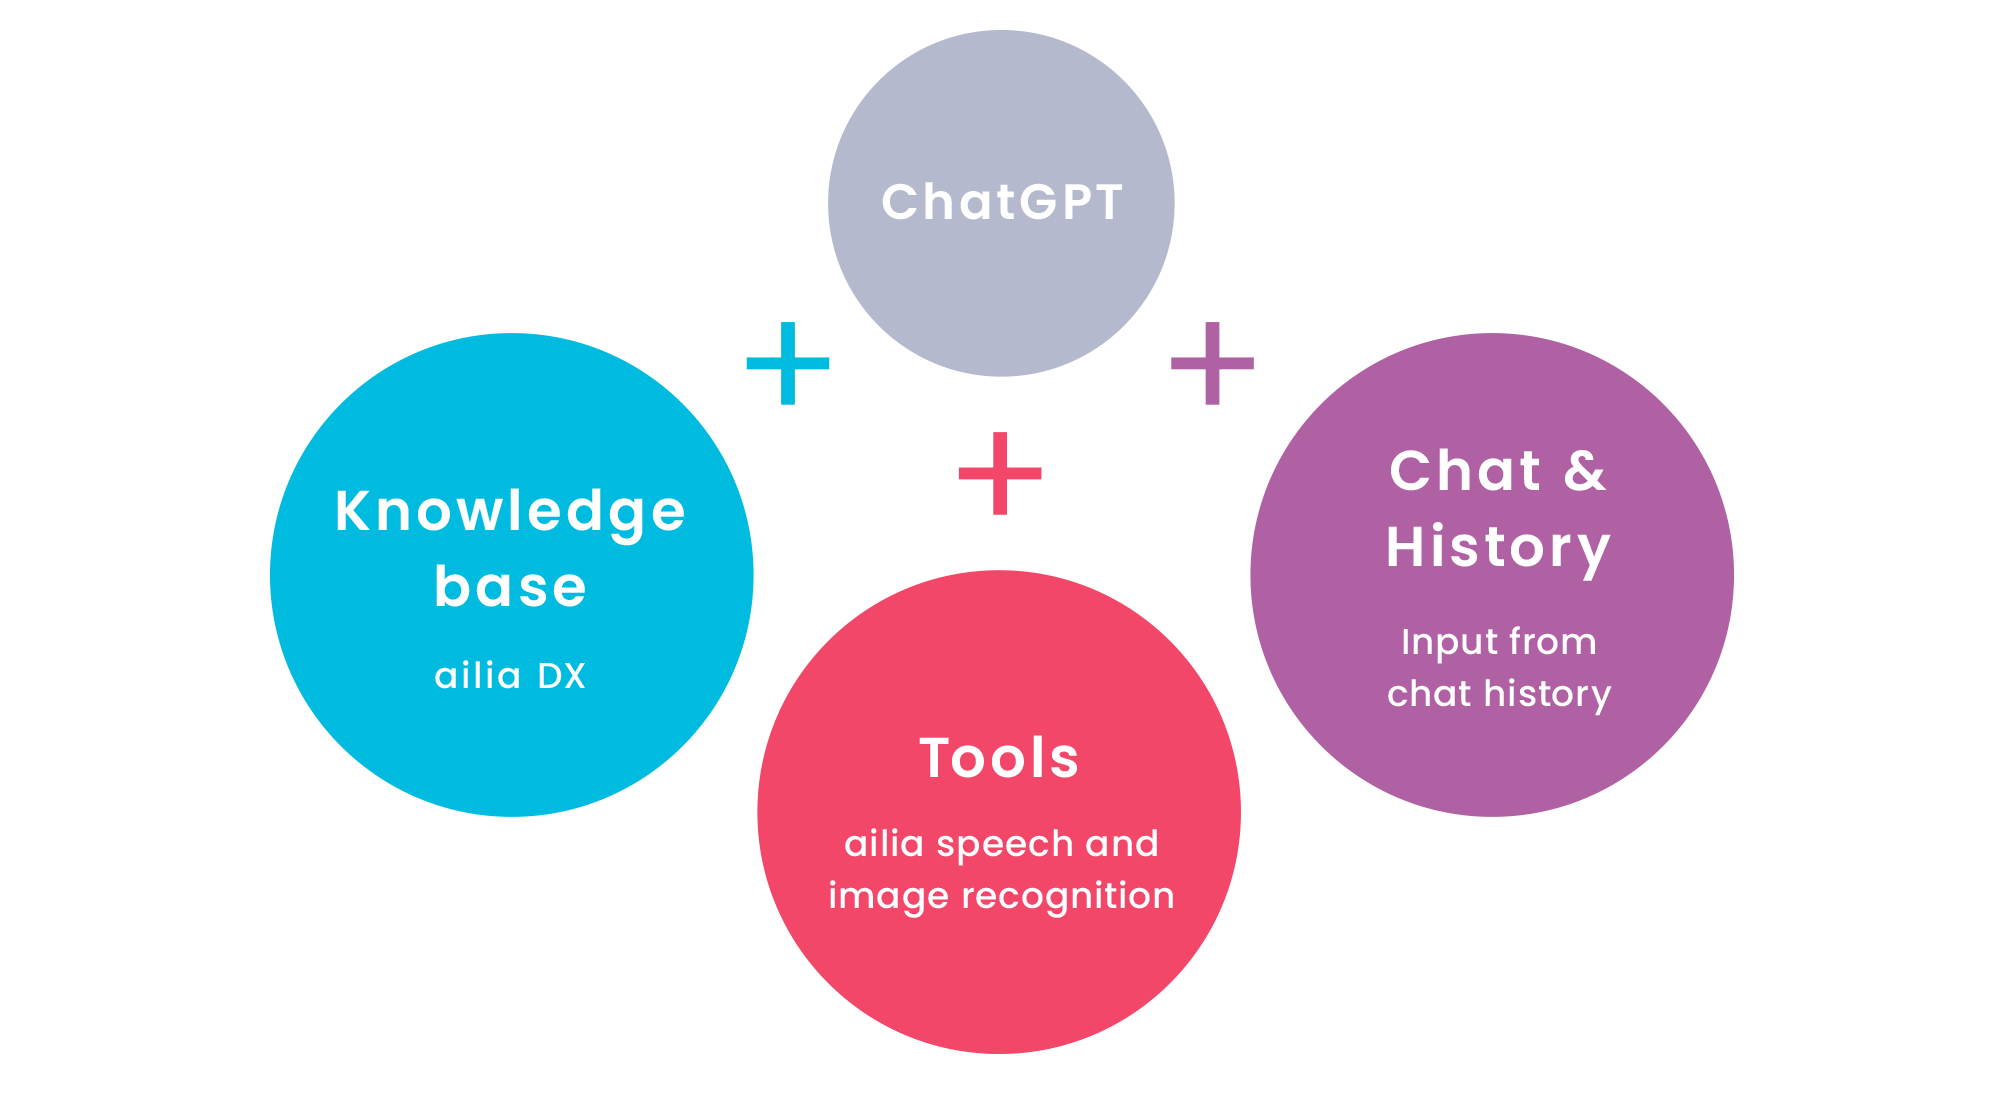 ChatGPT
Knowledge
base
ailia DX
Tools
ailia speech and
image recognition
Chat &
History
Input from
chat history